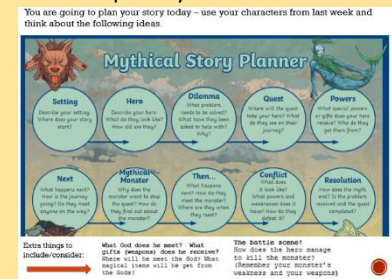 You are going to plan your story today – use your characters from last week and
think about the following ideas.
Mythical Story Planner
Setting
Describe your setting.
Where does your story
start?
Hero
Describe your hero.
What do they look like?
How old are they?
Dilemma
What problem
needs to be solved?
What have they been
asked to help with?
Why?
Quest
Where will the quest
take your hero? What
do they see on their
journey?
Powers
What special powers
or gifts does your hero
receive? Who do they
get them from?
Next
What happens next?
How is the journey
going? Do they meet
anyone on the way?
Mythical
Monster
Why does the
monster want to stop
the quest? How do
they find out about
the monster?
Then...
What happens
next? How do they
meet the monster?
Where are they when
they meet?
Conflict
What does
it look like?
What powers and
weaknesses does it
have? How do they
defeat it?
Resolution
How does the myth
end? Is the problem
resolved and the quest
completed?
Extra things to
include/consider:
What God does he meet? What
gifts (weapons) does he receive?
Where will he meet the God? What
magical items will he get from
the Gods?
The battle scene!
How does the hero manage
to kill the monster?
(Remember your monster's
weakness and your weapons)